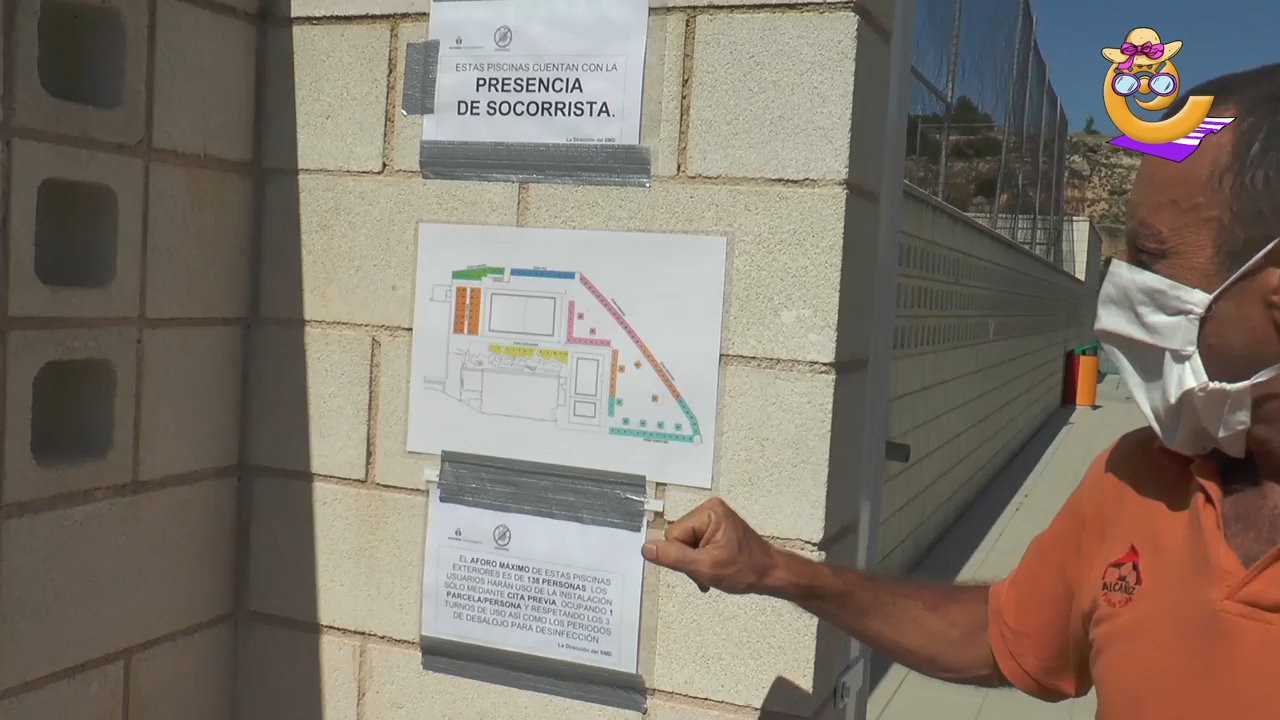 ESTAS PISCINAS CUENTAN CON LA
PRESENCIA
DE SOCORRISTA.
La Dirección del SMD
EL AFORO MÁXIMO DE ESTAS PISCINAS
EXTERIORES ES DE 138 PERSONAS. LOS
USUARIOS HARÁN USO DE LA INSTALACIÓN
SÓLO MEDIANTE CITA PREVIA, OCUPANDO 1
PARCELA/PERSONA Y RESPETANDO LOS 3
TURNOS DE USO ASÍ COMO LOS PERIODOS
DE DESALOJO PARA DESINFECCIÓN.
La Dirección del SMD
ALCAÑIZ